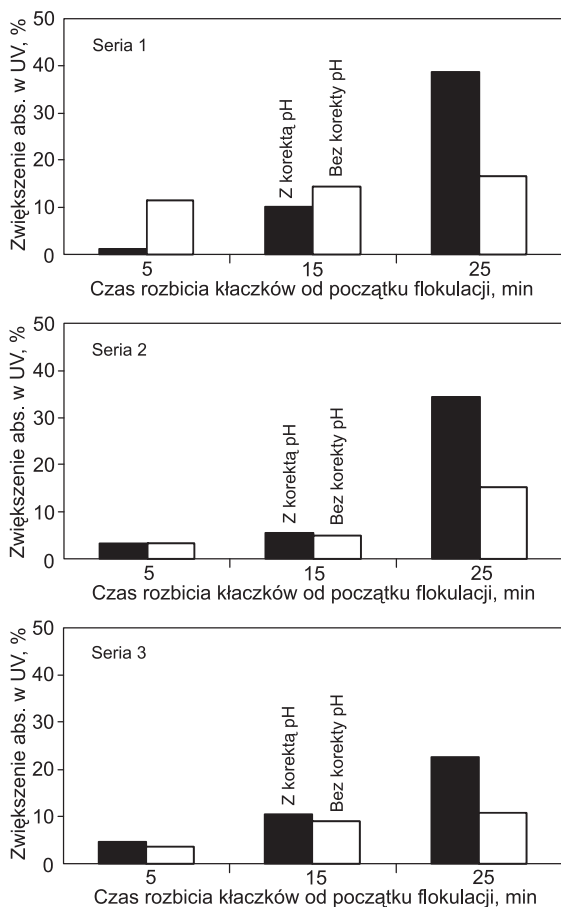 Zwiększenie abs. w UV, %
50
40
30
20
10
0
Seria 1
Z korektą pH
Bez korekty pH
5
15
25
Czas rozbicia kłaczków od początku flokulacji, min
Zwiększenie abs. w UV, %
50
40
30
20
10
0
Seria 2
Z korektą pH
Bez korekty pH
5
15
25
Czas rozbicia kłaczków od początku flokulacji, min
Zwiększenie abs. w UV, %
50
40
30
20
10
0
Seria 3
Z korektą pH
Bez korekty pH
5
15
25
Czas rozbicia kłaczków od początku flokulacji, min